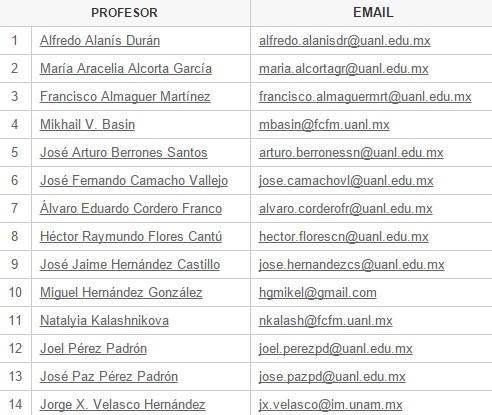 PROFESOR EMAIL
1 Alfredo Alanís Durán alfredo.alanisdr@uanl.edu.mx
2 María Aracelia Alcorta García maria.alcortagr@uanl.edu.mx
3 Francisco Almaguer Martínez francisco.almaguermrt@uanl.edu.mx
4 Mikhail V. Basin mbasin@fcfm.uanl.mx
5 José Arturo Berrones Santos arturo.berronessn@uanl.edu.mx
6 José Fernando Camacho Vallejo jose.camachovl@uanl.edu.mx
7 Álvaro Eduardo Cordero Franco alvaro.corderofr@uanl.edu.mx
8 Héctor Raymundo Flores Cantú hector.florescn@uanl.edu.mx
9 José Jaime Hernández Castillo jose.hernandezcs@uanl.edu.mx
10 Miguel Hernández González hgmikel@gmail.com
11 Natalyia Kalashnikova nkalash@fcfm.uanl.mx
12 Joel Pérez Padrón joel.perezpd@uanl.edu.mx
13 José Paz Pérez Padrón jose.pazpd@uanl.edu.mx
14 Jorge X. Velasco Hernández jx.velasco@im.unam.mx